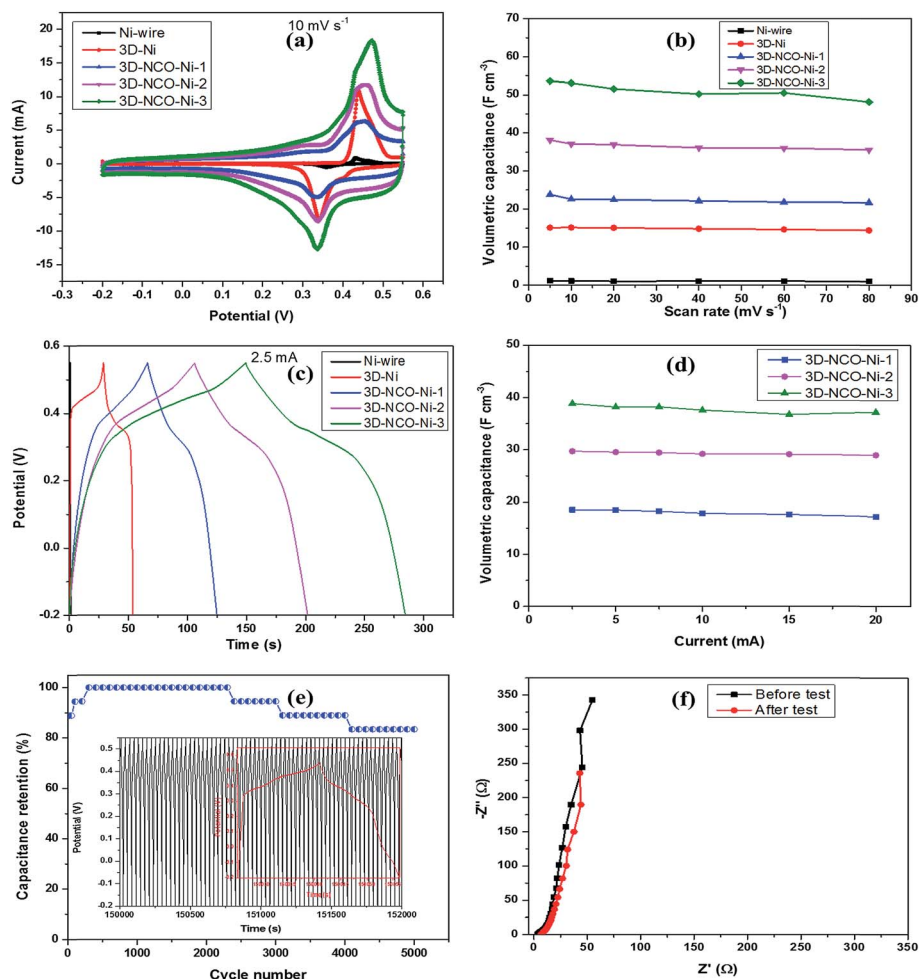 10 mV s⁻¹
(a)
Ni-wire
3D-Ni
3D-NCO-Ni-1
3D-NCO-Ni-2
3D-NCO-Ni-3
Current (mA)
25
20
15
10
5
0
-5
-10
-15
-0.3 -0.2 -0.1 0.0 0.1 0.2 0.3 0.4 0.5 0.6
Potential (V)
(b)
Ni-wire
3D-Ni
3D-NCO-Ni-1
3D-NCO-Ni-2
3D-NCO-Ni-3
Volumetric capacitance (F cm⁻³)
70
60
50
40
30
20
10
0
0 10 20 30 40 50 60 70 80 90
Scan rate (mV s⁻¹)
2.5 mA
(c)
Ni-wire
3D-Ni
3D-NCO-Ni-1
3D-NCO-Ni-2
3D-NCO-Ni-3
Potential (V)
0.6
0.4
0.2
0.0
-0.2
0 50 100 150 200 250 300
Time (s)
(d)
3D-NCO-Ni-1
3D-NCO-Ni-2
3D-NCO-Ni-3
Volumetric capacitance (F cm⁻³)
50
40
30
20
10
0
0 5 10 15 20
Current (mA)
(e)
Capacitance retention (%)
100
80
60
40
20
0
0 1000 2000 3000 4000 5000
Cycle number
Potential (V)
0.5
0.4
0.3
0.2
0.1
0.0
-0.1
-0.2
150000 150500 151000 151500 152000
Time (s)
Potential (V)
Time (s)
(f)
Before test
After test
-Z'' (Ω)
350
325
300
275
250
225
200
175
150
125
100
75
50
25
0
0 50 100 150 200 250 300 350
Z' (Ω)